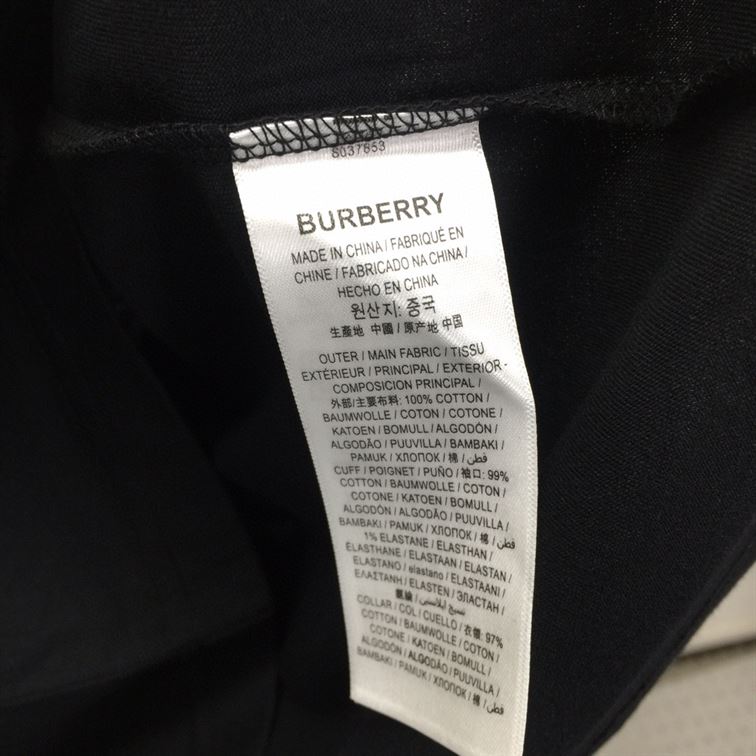 S037853
BURBERRY
MADE IN CHINA / FABRIQUÉ EN
CHINE / FABRICADO NA CHINA /
HECHO EN CHINA
원산지: 중국
生產地 中國 / 原产地 中国
OUTER / MAIN FABRIC / TISSU
EXTÉRIEUR / PRINCIPAL / EXTERIOR -
COMPOSICION PRINCIPAL /
外部/主要布料: 100% COTTON /
BAUMWOLLE / COTON / COTONE /
KATOEN / BOMULL / ALGODÓN /
ALGODÃO / PUUVILLA / BAMBAKI /
PAMUK / ХЛОПОК / 棉 / قطن /
CUFF / POIGNET / PUÑO / 袖口: 99%
COTTON / BAUMWOLLE / COTON /
COTONE / KATOEN / BOMULL /
ALGODÓN / ALGODÃO / PUUVILLA /
BAMBAKI / PAMUK / ХЛОПОК / 棉 / قطن /
1% ELASTANE / ELASTHAN /
ÉLASTHANE / ELASTAAN / ELASTAN /
ELASTANO / elastano / ELASTAANI /
ΕΛΑΣΤΑΝΗ / ELASTEN / ЭЛАСТАН /
COLLAR / COL / CUELLO / 衣領: 97%
COTTON / BAUMWOLLE / COTON /
COTONE / KATOEN / BOMULL /
ALGODÓN / ALGODÃO / PUUVILLA /
BAMBAKI / PAMUK / ХЛОПОК / 棉 / قطن /